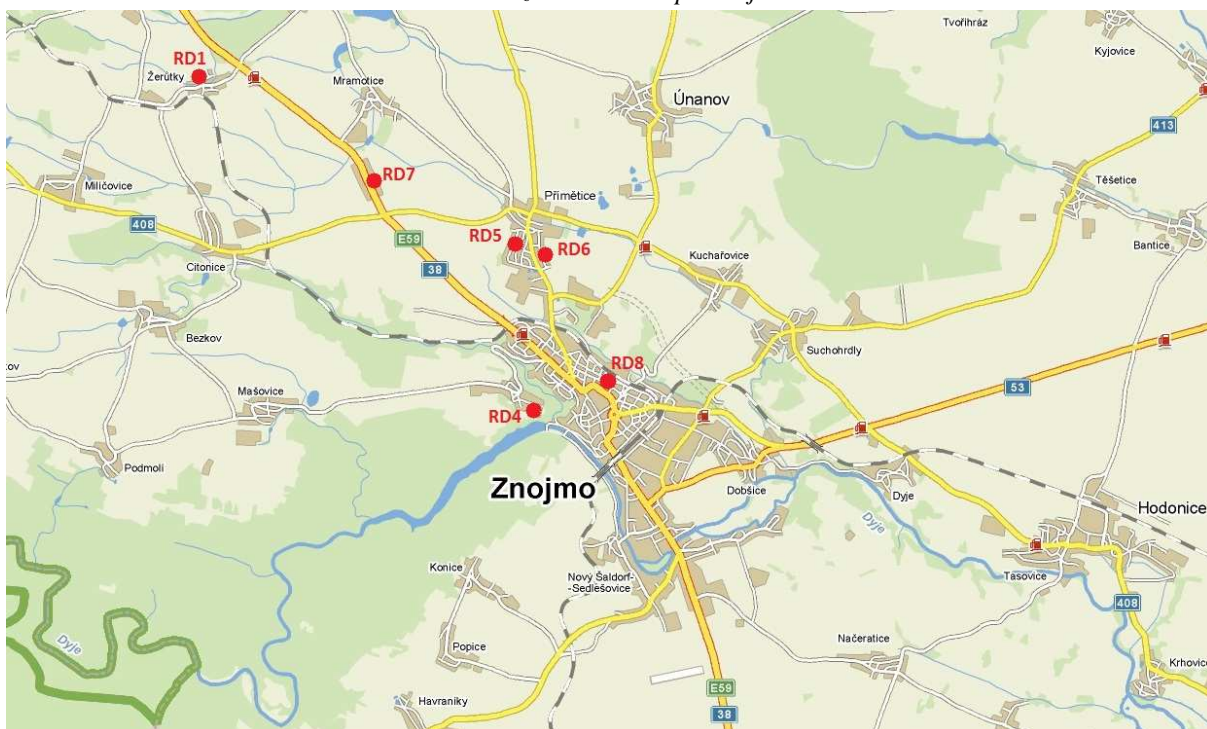 Tvořihráz
Kyjovice
RD1
Žerůtky
Mramotice
Únanov
413
RD7
Těšetice
Milíčovice
Přímětice
408
RD5
RD6
E59
Bantice
Citonice
38
Kuchařovice
Bezkov
Suchohrdly
RD8
53
Mašovice
RD4
Podmolí
Znojmo
Dobšice
Dyje
Hodonice
Dyje
Konice
Nový Šaldorf-
-Sedlešovice
Tasovice
408
Dyje
Popice
Načeratice
Krhovice
E59
Havraníky
38